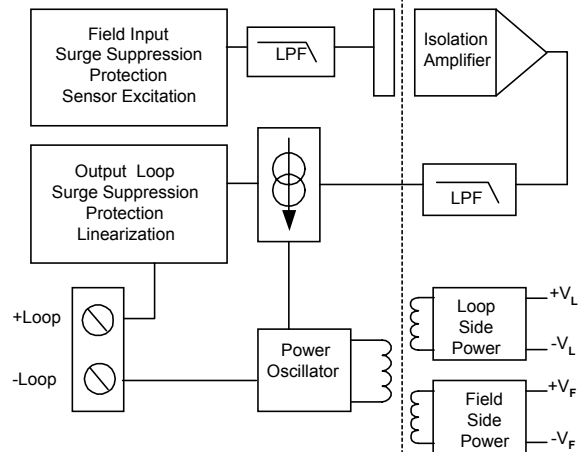 Field Input
Surge Suppression
Protection
Sensor Excitation
LPF
Isolation
Amplifier
Output Loop
Surge Suppression
Protection
Linearization
LPF
+Loop
-Loop
Power
Oscillator
Loop
Side
Power
+VL
-VL
Field
Side
Power
+VF
-VF